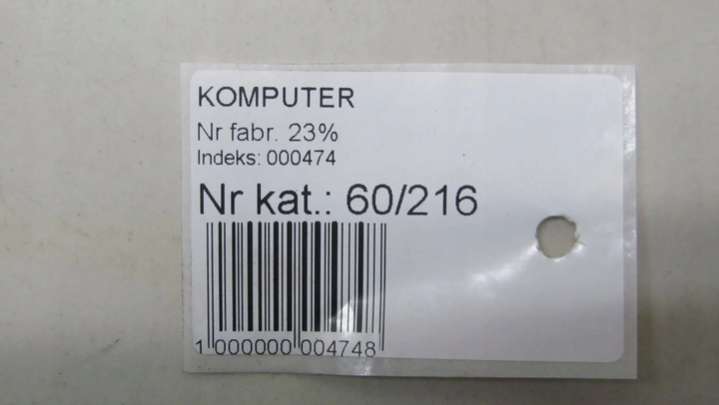 KOMPUTER
Nr fabr. 23%
Indeks: 000474
Nr kat.: 60/216
1 000000 004748